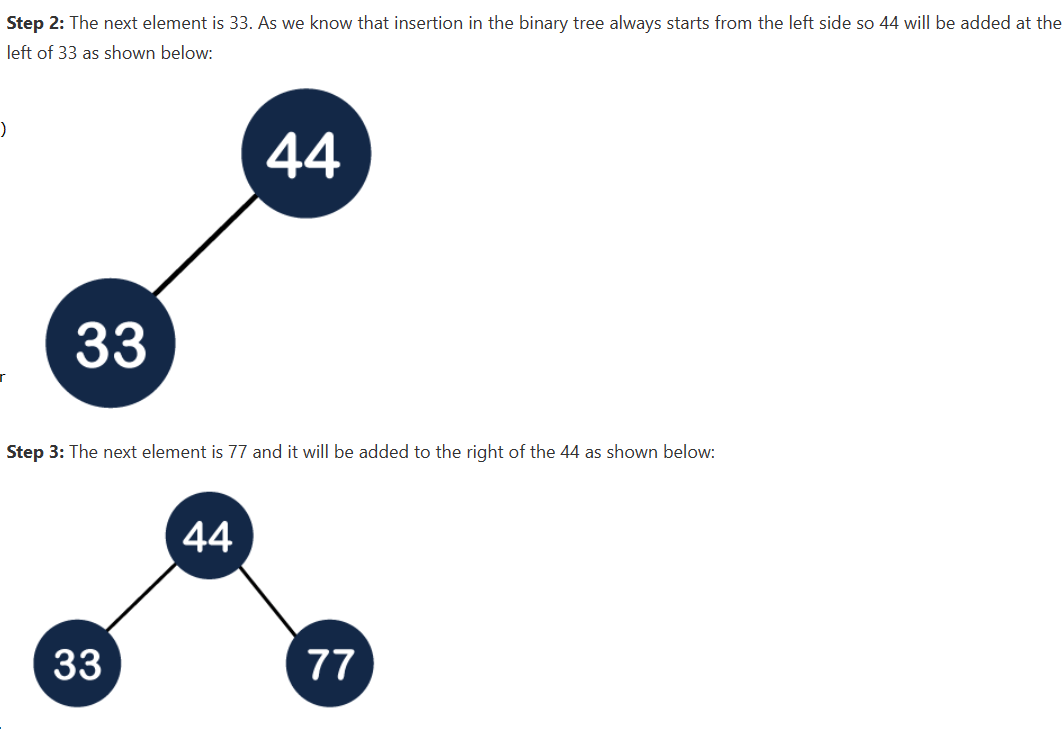 Step 2: The next element is 33. As we know that insertion in the binary tree always starts from the left side so 44 will be added at the
left of 33 as shown below:
)
44
33
r
Step 3: The next element is 77 and it will be added to the right of the 44 as shown below:
44
33 77